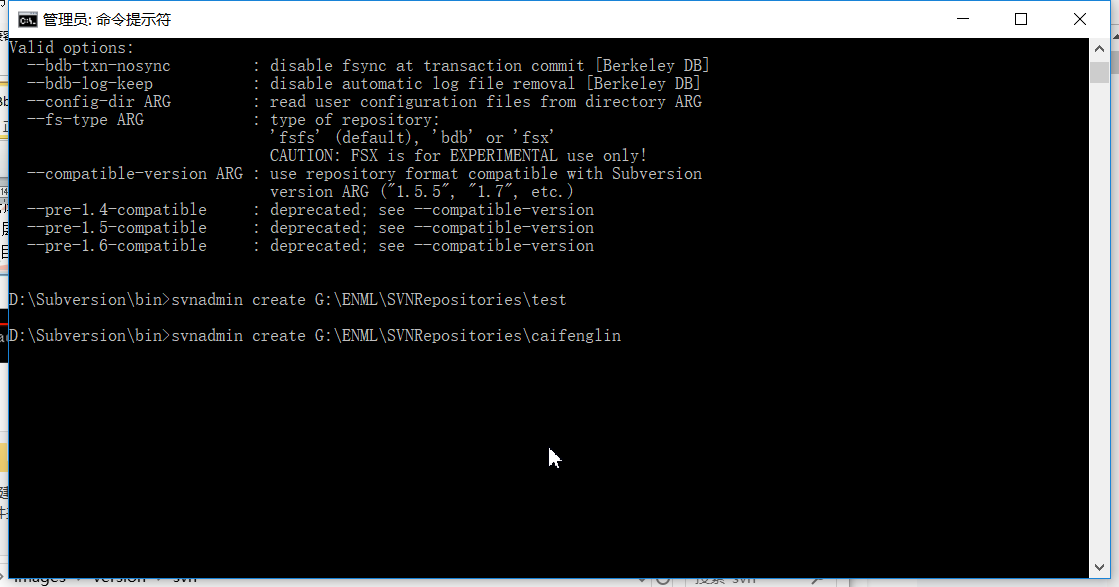 管理员: 命令提示符
Valid options:
--bdb-txn-nosync : disable fsync at transaction commit [Berkeley DB]
--bdb-log-keep : disable automatic log file removal [Berkeley DB]
--config-dir ARG : read user configuration files from directory ARG
--fs-type ARG : type of repository:
'fsfs' (default), 'bdb' or 'fsx'
CAUTION: FSX is for EXPERIMENTAL use only!
--compatible-version ARG : use repository format compatible with Subversion
version ARG ("1.5.5", "1.7", etc.)
--pre-1.4-compatible : deprecated; see --compatible-version
--pre-1.5-compatible : deprecated; see --compatible-version
--pre-1.6-compatible : deprecated; see --compatible-version
D:\Subversion\bin>svnadmin create G:\ENML\SVNRepositories\test
D:\Subversion\bin>svnadmin create G:\ENML\SVNRepositories\caifenglin